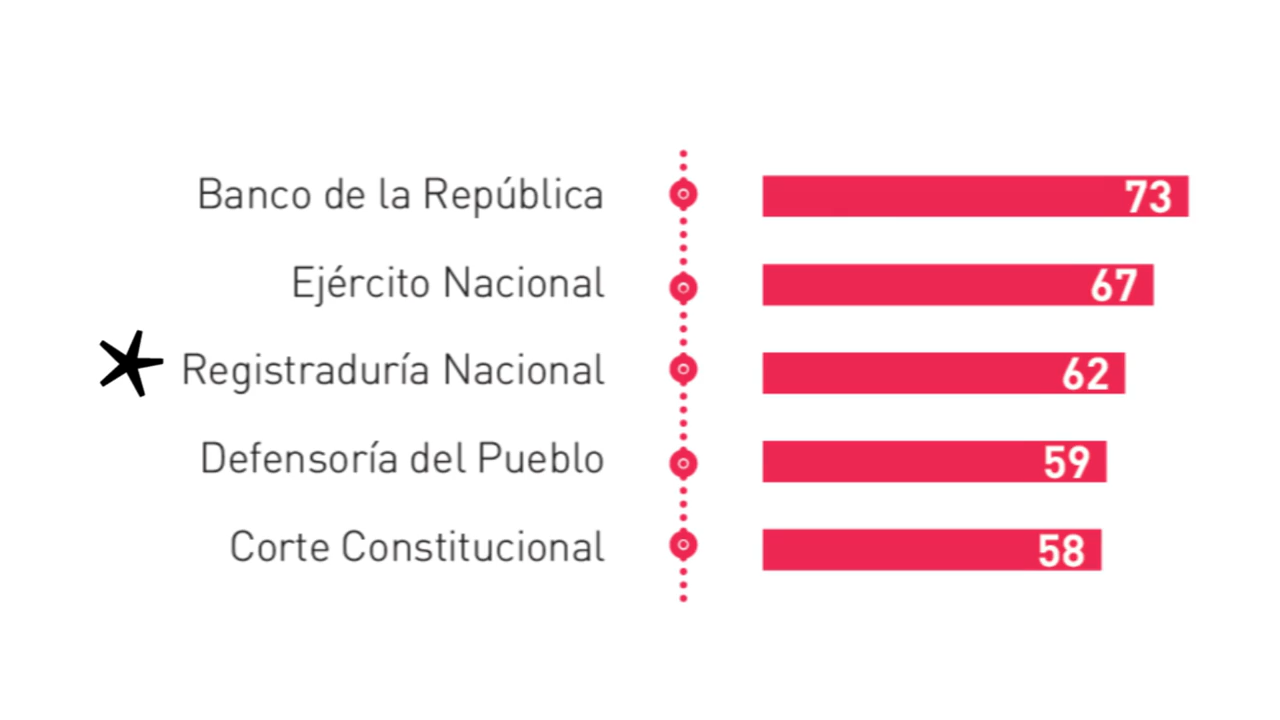 Banco de la República 73
Ejército Nacional 67
Registraduría Nacional 62
Defensoría del Pueblo 59
Corte Constitucional 58